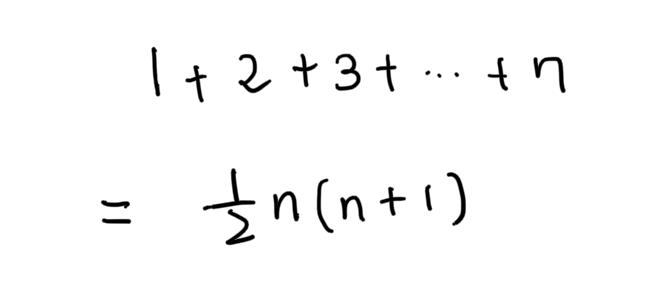 1 + 2 + 3 + ... + n
= 1/2 n(n+1)